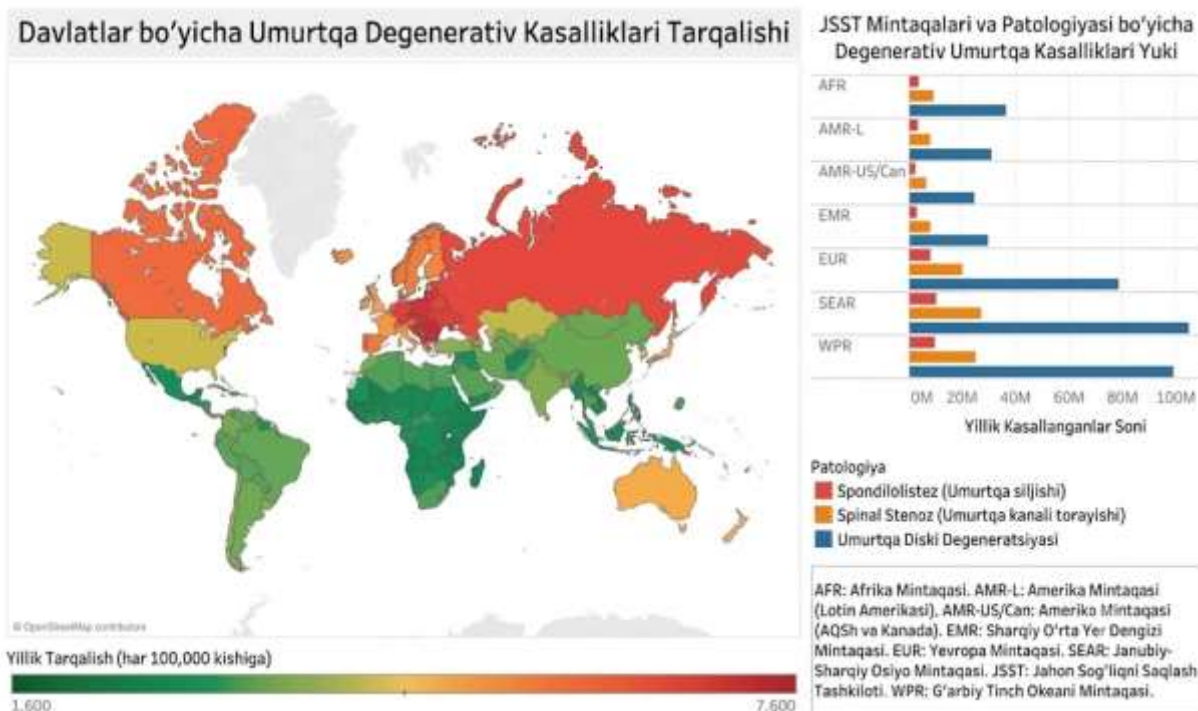 Davlatlar bo'yicha Umurtqa Degenerativ Kasalliklari Tarqalishi
© OpenStreetMap contributors
Yillik Tarqalish (har 100,000 kishiga)
1.600
7.600
JSST Mintaqalari va Patologiyasi bo'yicha
Degenerativ Umurtqa Kasalliklari Yuki
AFR
AMR-L
AMR-US/Can
EMR
EUR
SEAR
WPR
0M 20M 40M 60M 80M 100M
Yillik Kasallanganlar Soni
Patologiya
Spondilolistez (Umurtqa siljishi)
Spinal Stenoz (Umurtqa kanali torayishi)
Umurtqa Diski Degeneratsiyasi
AFR: Afrika Mintaqasi. AMR-L: Amerika Mintaqasi
(Lotin Amerikasi). AMR-US/Can: Ameriko Mintaqasi
(AQSh va Kanada). EMR: Sharqiy O'rta Yer Dengizi
Mintaqasi. EUR: Yevropa Mintaqasi. SEAR: Janubiy-
Sharqiy Osiyo Mintaqasi. JSST: Jahon Sog'liqni Saqlash
Tashkiloti. WPR: G'arbiy Tinch Okeani Mintaqasi.